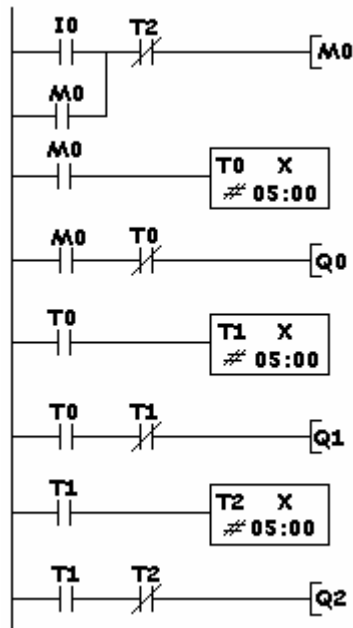 I0 T2
[M0
M0
M0
T0 X
05:00
M0 T0
[Q0
T0
T1 X
05:00
T0 T1
[Q1
T1
T2 X
05:00
T1 T2
[Q2